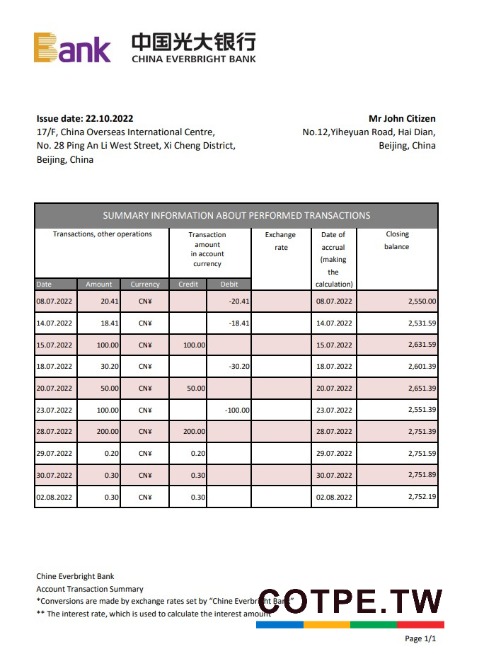 Bank 中国光大银行
CHINA EVERBRIGHT BANK
Issue date: 22.10.2022
17/F, China Overseas International Centre,
No. 28 Ping An Li West Street, Xi Cheng District,
Beijing, China
Mr John Citizen
No.12,Yiheyuan Road, Hai Dian,
Beijing, China
SUMMARY INFORMATION ABOUT PERFORMED TRANSACTIONS
Transactions, other operations
Transaction
amount
in account
currency
Exchange
rate
Date of
accrual
(making
the
calculation)
Closing
balance
Date Amount Currency Credit Debit
08.07.2022 20.41 CN¥ -20.41 08.07.2022 2,550.00
14.07.2022 18.41 CN¥ -18.41 14.07.2022 2,531.59
15.07.2022 100.00 CN¥ 100.00 15.07.2022 2,631.59
18.07.2022 30.20 CN¥ -30.20 18.07.2022 2,601.39
20.07.2022 50.00 CN¥ 50.00 20.07.2022 2,651.39
23.07.2022 100.00 CN¥ -100.00 23.07.2022 2,551.39
28.07.2022 200.00 CN¥ 200.00 28.07.2022 2,751.39
29.07.2022 0.20 CN¥ 0.20 29.07.2022 2,751.59
30.07.2022 0.30 CN¥ 0.30 30.07.2022 2,751.89
02.08.2022 0.30 CN¥ 0.30 02.08.2022 2,752.19
Chine Everbright Bank
Account Transaction Summary
*Conversions are made by exchange rates set by "Chine Everbright Bank"
** The interest rate, which is used to calculate the interest amount
COTPE.TW
Page 1/1